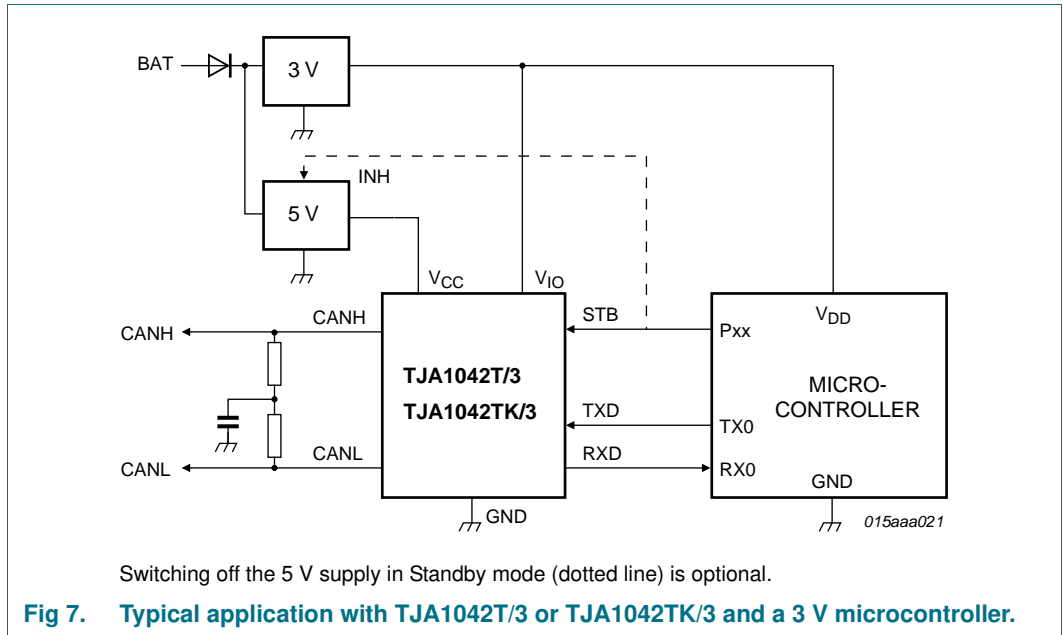 BAT
3 V
INH
5 V
VCC
VIO
CANH
CANH
STB
Pxx
VDD
TJA1042T/3
TJA1042TK/3
MICRO-
CONTROLLER
TXD
TX0
CANL
CANL
RXD
RX0
GND
GND
015aaa021
Switching off the 5 V supply in Standby mode (dotted line) is optional.
Fig 7. Typical application with TJA1042T/3 or TJA1042TK/3 and a 3 V microcontroller.